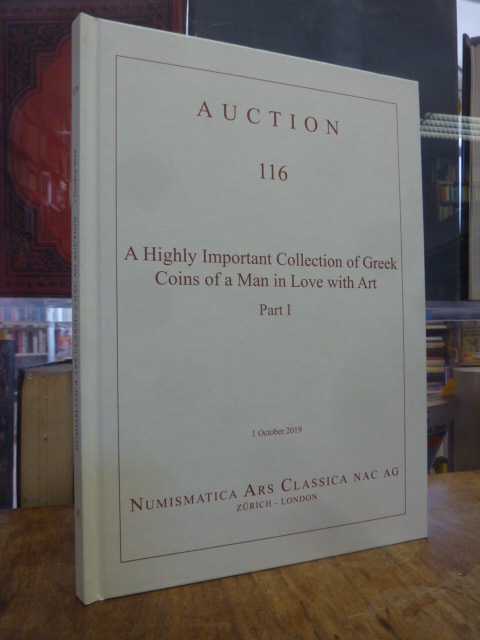 AUCTION
116
A Highly Important Collection of Greek
Coins of a Man in Love with Art
Part I
1 October 2019
NUMISMATICA ARS CLASSICA NAC AG
ZÜRICH - LONDON